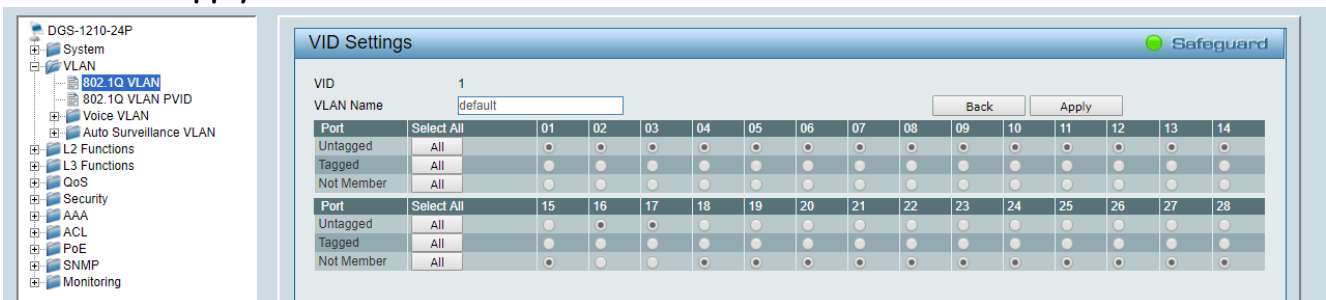 DGS-1210-24P
System
VLAN
802.1Q VLAN
802.1Q VLAN PVID
Voice VLAN
Auto Surveillance VLAN
L2 Functions
L3 Functions
QoS
Security
AAA
ACL
PoE
SNMP
Monitoring
VID Settings
Safeguard
VID 1
VLAN Name default Back Apply
Port Select All 01 02 03 04 05 06 07 08 09 10 11 12 13 14
Untagged All
Tagged All
Not Member All
Port Select All 15 16 17 18 19 20 21 22 23 24 25 26 27 28
Untagged All
Tagged All
Not Member All